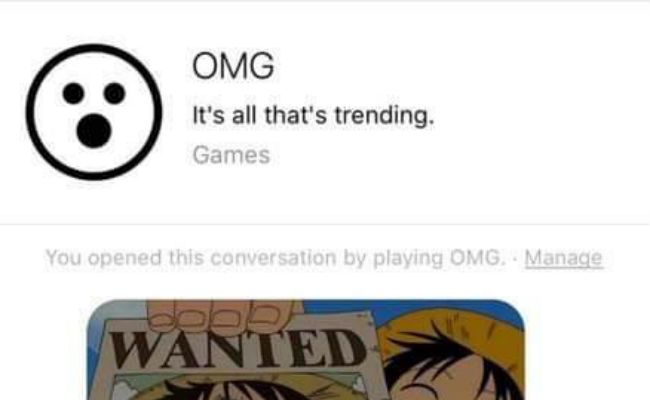 OMG
It's all that's trending.
Games
You opened this conversation by playing OMG. · Manage
WANTED